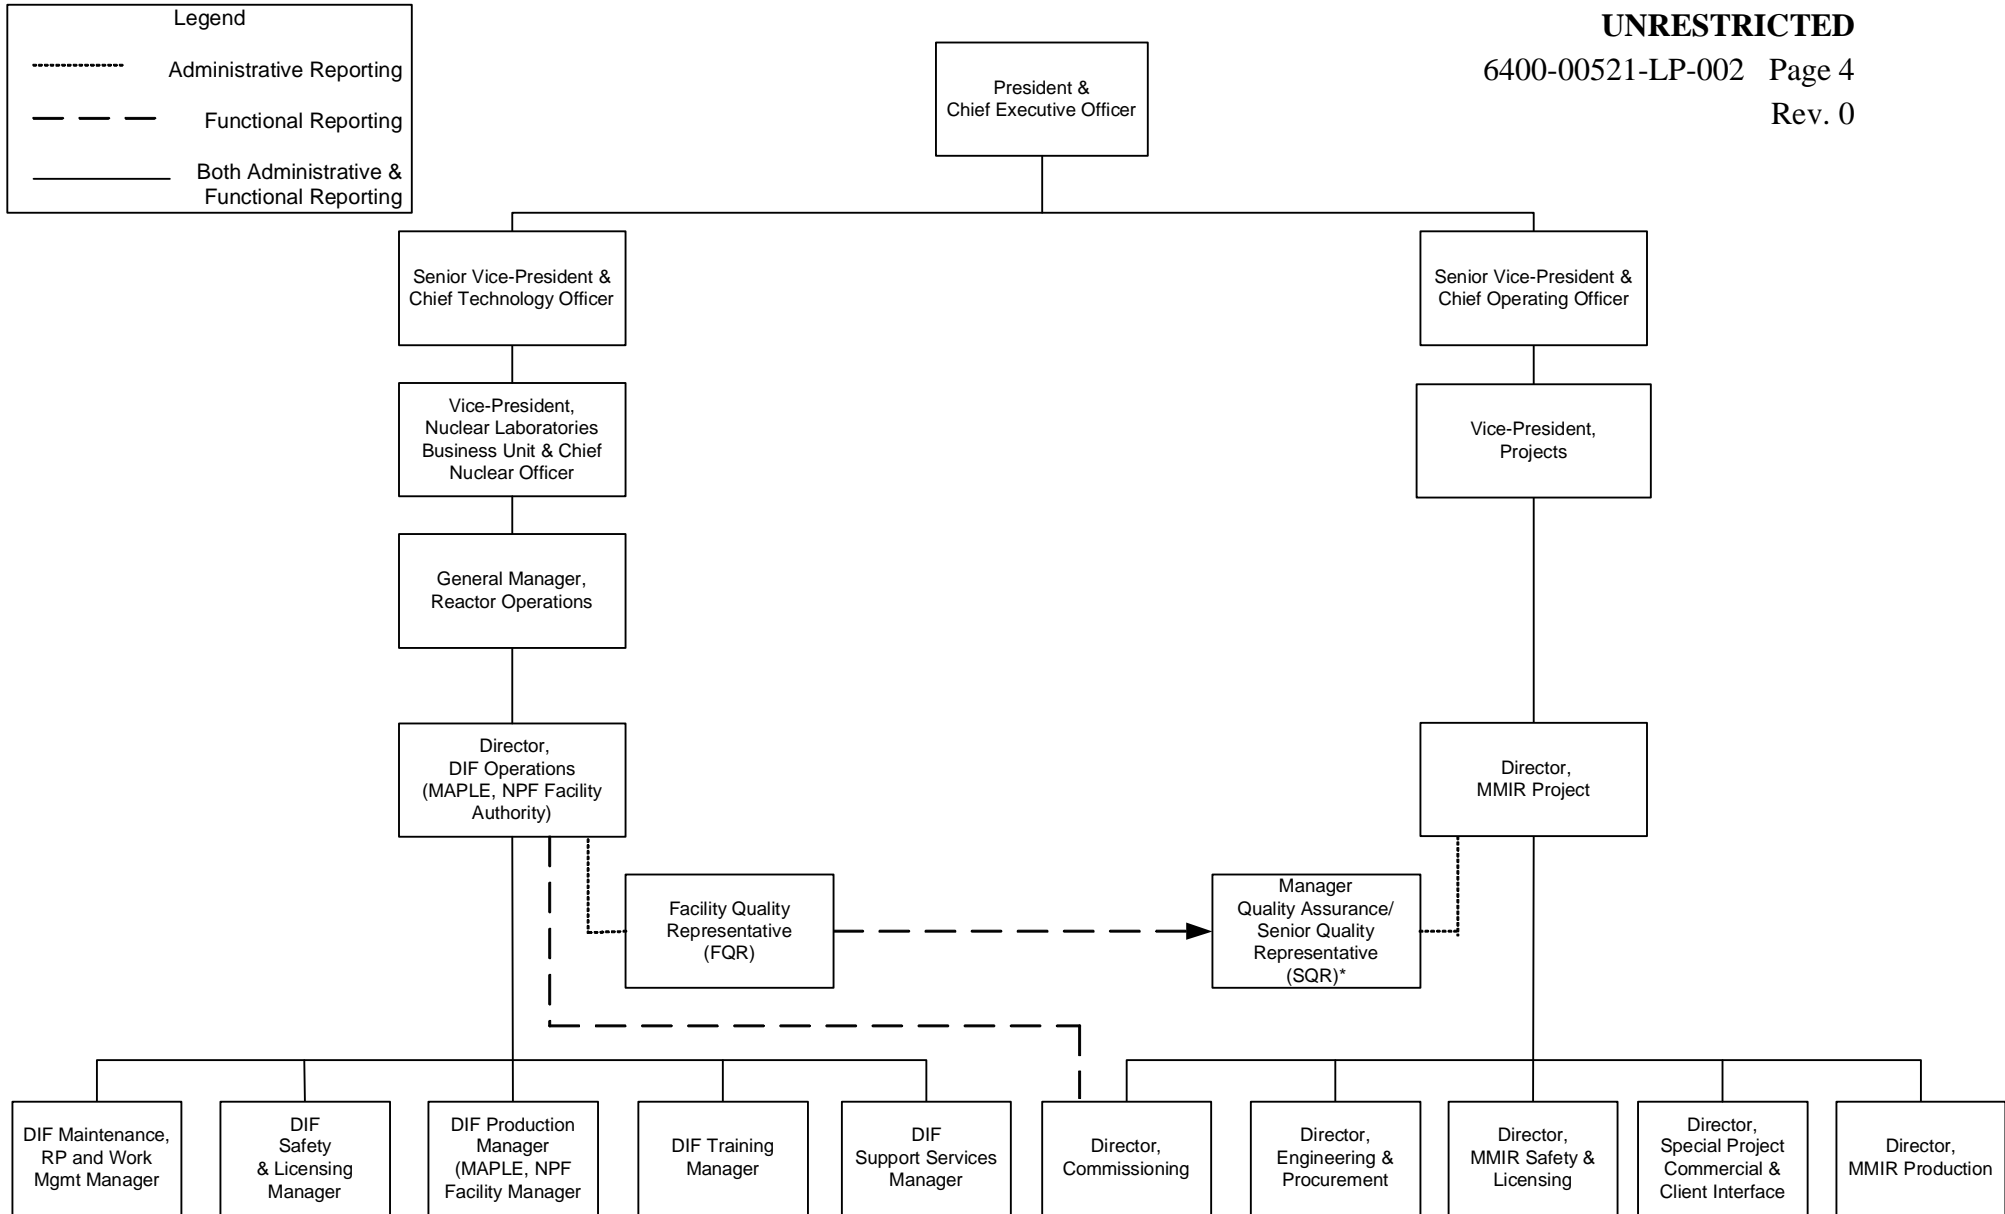 Legend
Administrative Reporting
Functional Reporting
Both Administrative &
Functional Reporting
UNRESTRICTED
6400-00521-LP-002 Page 4
Rev. 0
President &
Chief Executive Officer
Senior Vice-President &
Chief Technology Officer
Senior Vice-President &
Chief Operating Officer
Vice-President,
Nuclear Laboratories
Business Unit & Chief
Nuclear Officer
Vice-President,
Projects
General Manager,
Reactor Operations
Director,
DIF Operations
(MAPLE, NPF Facility
Authority)
Director,
MMIR Project
Facility Quality
Representative
(FQR)
Manager
Quality Assurance/
Senior Quality
Representative
(SQR)*
DIF Maintenance,
RP and Work
Mgmt Manager
DIF
Safety
& Licensing
Manager
DIF Production
Manager
(MAPLE, NPF
Facility Manager
DIF Training
Manager
DIF
Support Services
Manager
Director,
Commissioning
Director,
Engineering &
Procurement
Director,
MMIR Safety &
Licensing
Director,
Special Project
Commercial &
Client Interface
Director,
MMIR Production